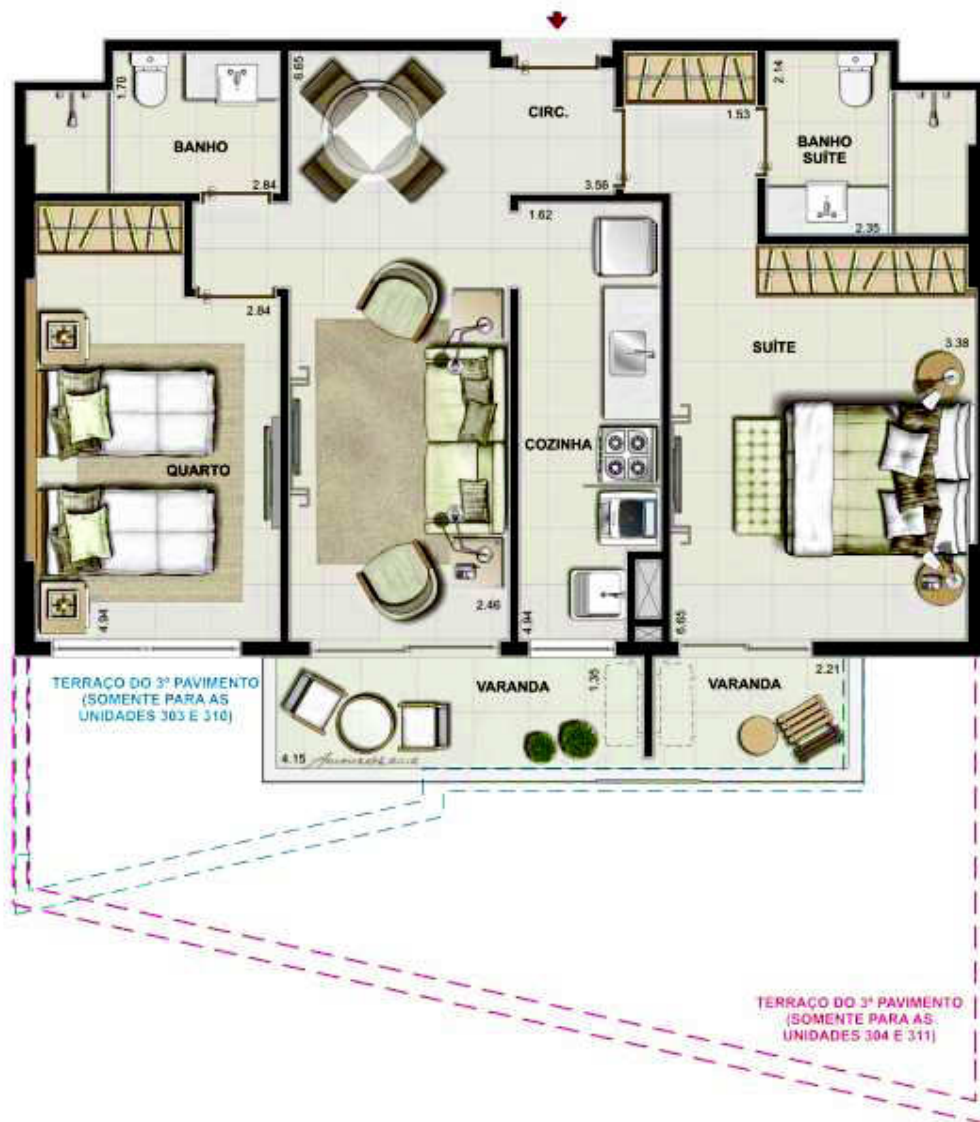 1.70
6.65
2.14
CIRC.
1.53
BANHO
BANHO
SUÍTE
2.84
3.56
1.62
2.35
2.84
SUÍTE
3.38
COZINHA
QUARTO
4.94
2.46
4.94
6.65
TERRAÇO DO 3º PAVIMENTO
(SOMENTE PARA AS
UNIDADES 303 E 310)
VARANDA
1.35
VARANDA
2.21
4.15
TERRAÇO DO 3º PAVIMENTO
(SOMENTE PARA AS
UNIDADES 304 E 311)